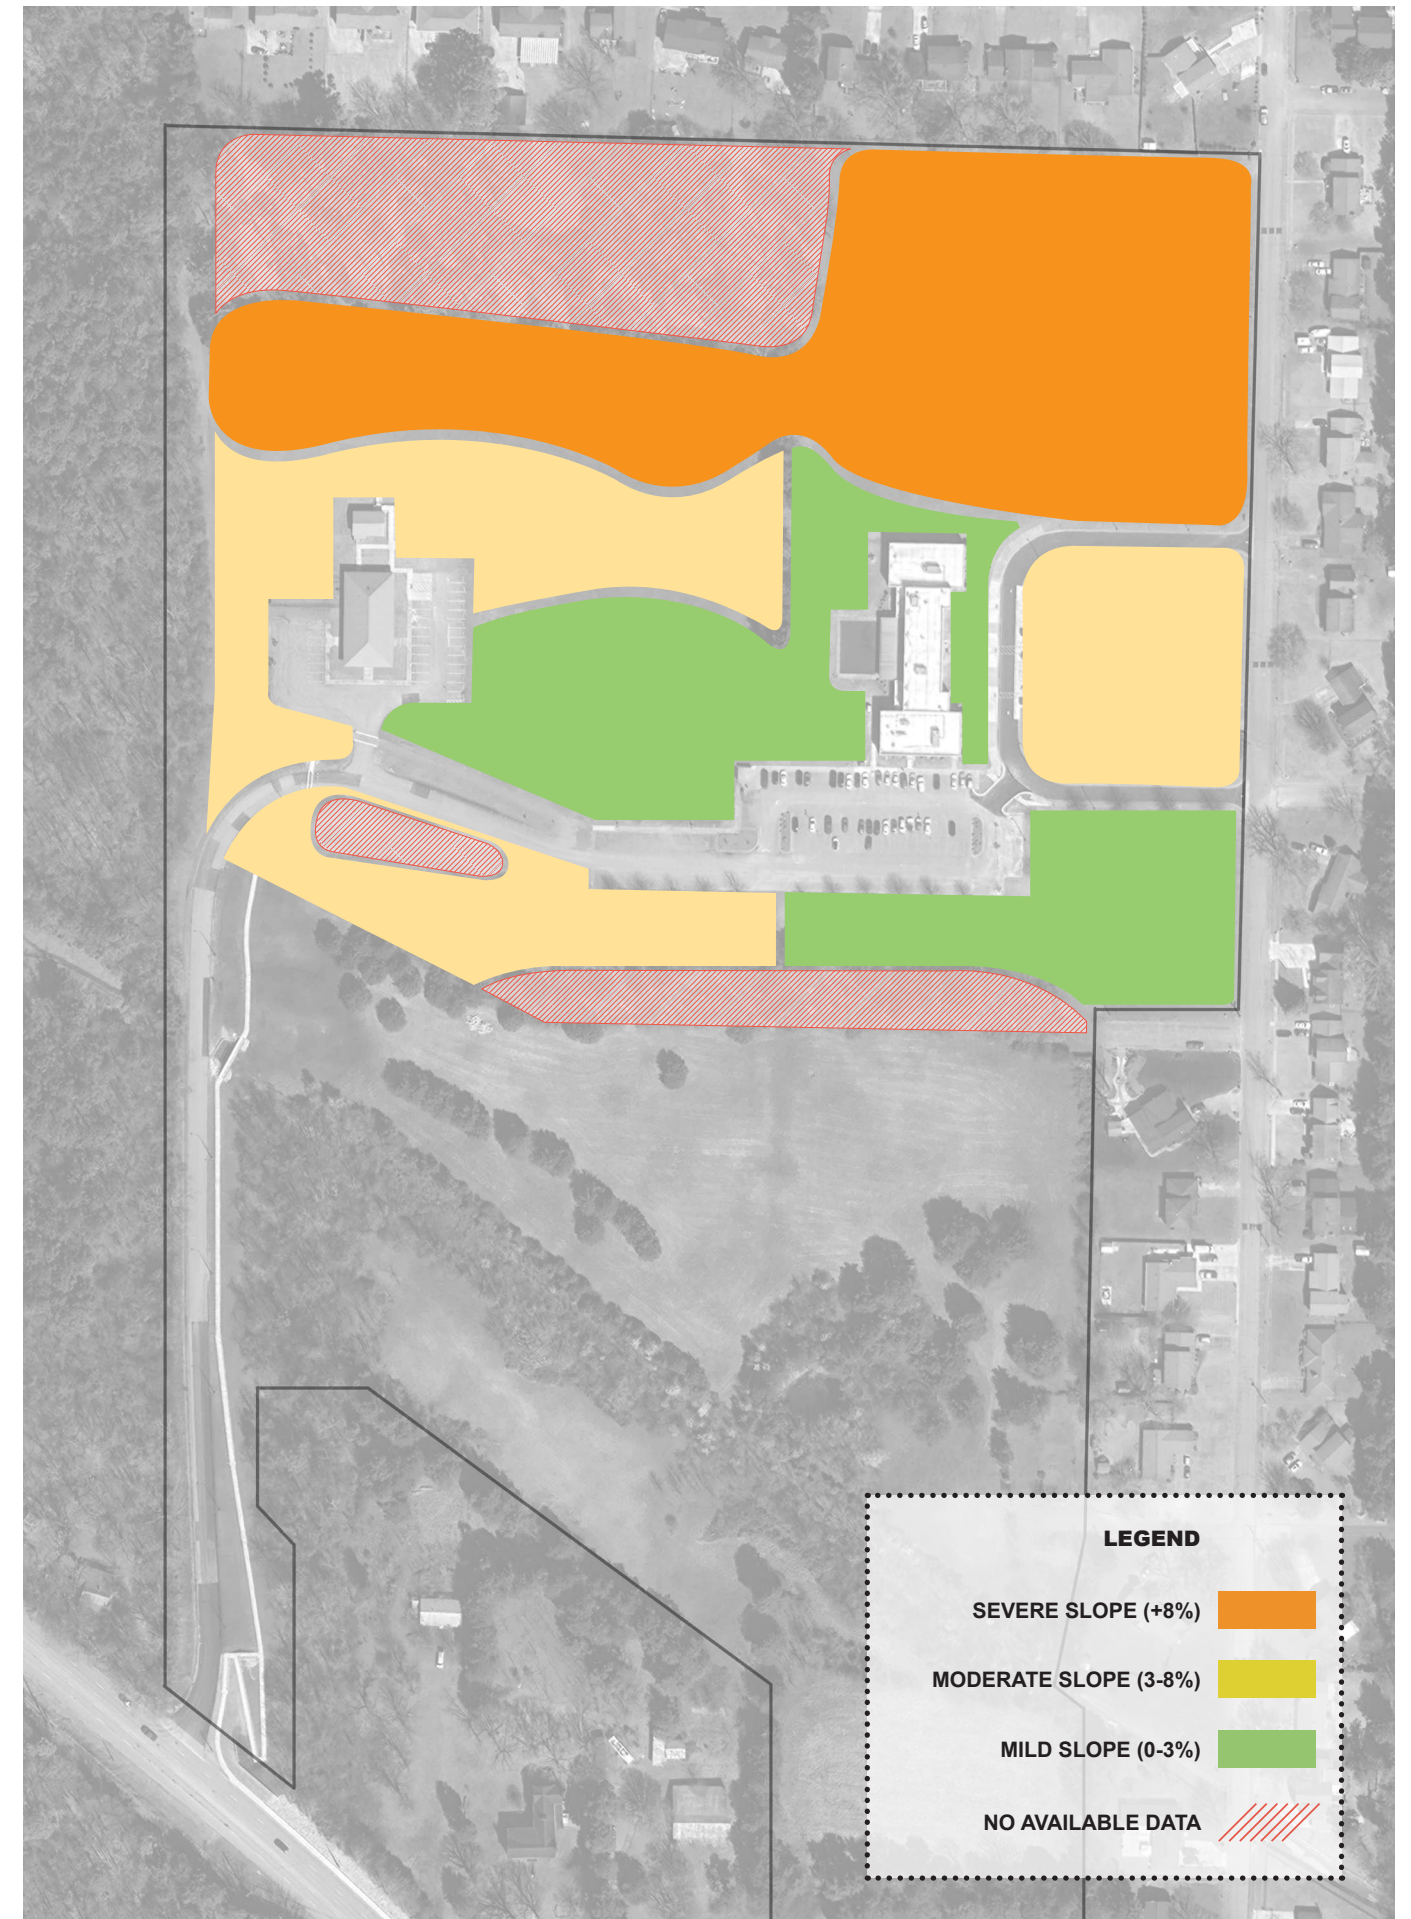 LEGEND
SEVERE SLOPE (+8%)
MODERATE SLOPE (3-8%)
MILD SLOPE (0-3%)
NO AVAILABLE DATA